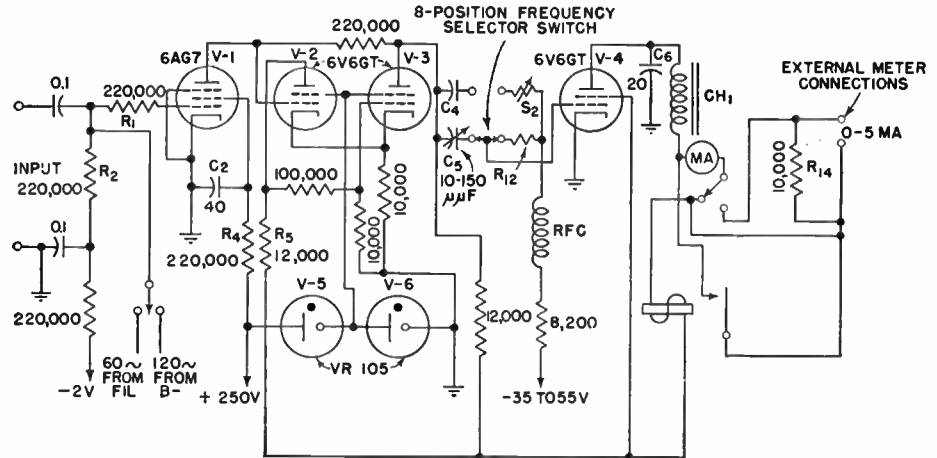 8-POSITION FREQUENCY
SELECTOR SWITCH
220,000
6AG7
V-1
V-2
6V6GT
V-3
6V6GT
V-4
C6
20
CH1
EXTERNAL METER
CONNECTIONS
0-5 MA
0.1
220,000
R1
C4
S2
C5
10-150
μμF
R12
MA
10,000
R14
INPUT
220,000
R2
C2
40
100,000
10,000
10,000
RFC
0.1
R4
220,000
R5
12,000
V-5
V-6
12,000
8,200
220,000
VR 105
60~
FROM
FIL
120~
FROM
B-
-2V
+ 250V
-35 TO 55V